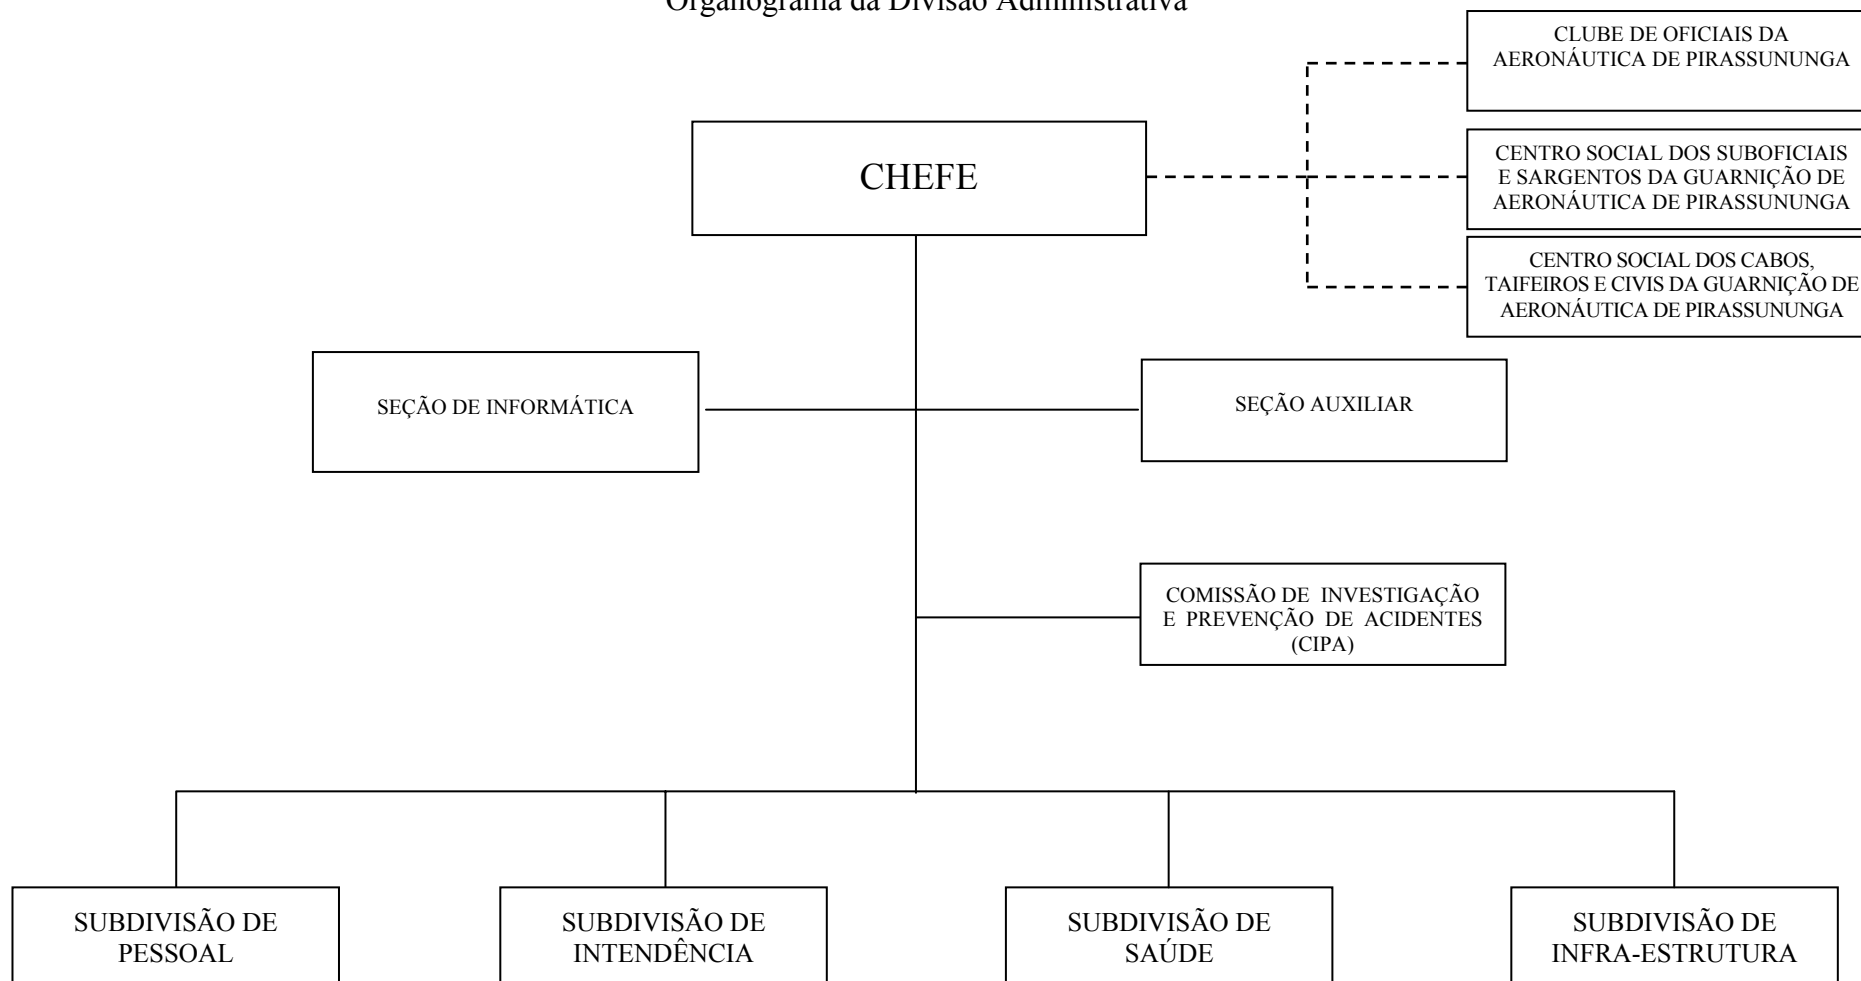 Organograma da Divisão Administrativa
CLUBE DE OFICIAIS DA
AERONÁUTICA DE PIRASSUNUNGA
CHEFE
CENTRO SOCIAL DOS SUBOFICIAIS
E SARGENTOS DA GUARNIÇÃO DE
AERONÁUTICA DE PIRASSUNUNGA
CENTRO SOCIAL DOS CABOS,
TAIFEIROS E CIVIS DA GUARNIÇÃO DE
AERONÁUTICA DE PIRASSUNUNGA
SEÇÃO DE INFORMÁTICA
SEÇÃO AUXILIAR
COMISSÃO DE INVESTIGAÇÃO
E PREVENÇÃO DE ACIDENTES
(CIPA)
SUBDIVISÃO DE
PESSOAL
SUBDIVISÃO DE
INTENDÊNCIA
SUBDIVISÃO DE
SAÚDE
SUBDIVISÃO DE
INFRA-ESTRUTURA